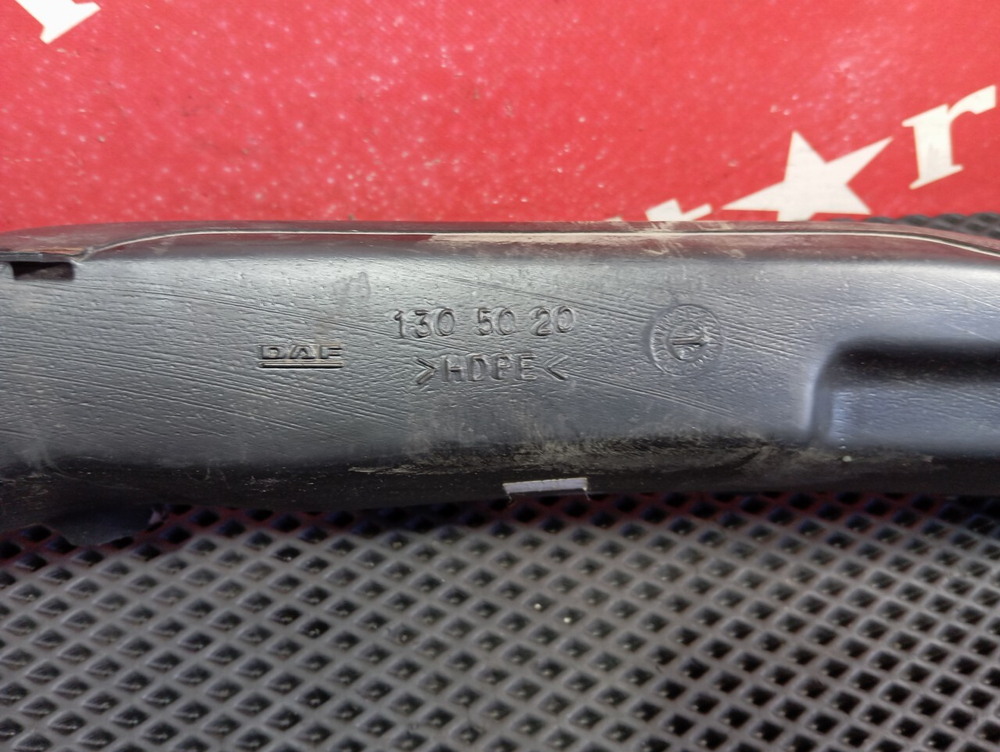 r
130 50 20
DAF
>HDPE<